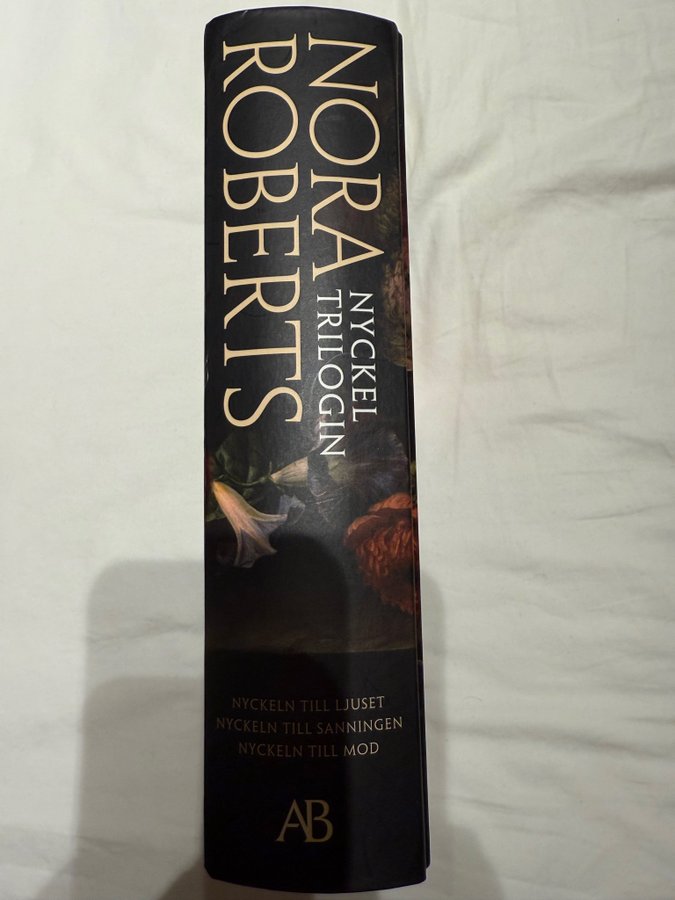 NORA
ROBERTS
NYCKEL
TRILOGIN
NYCKELN TILL LJUSET
NYCKELN TILL SANNINGEN
NYCKELN TILL MOD
AB